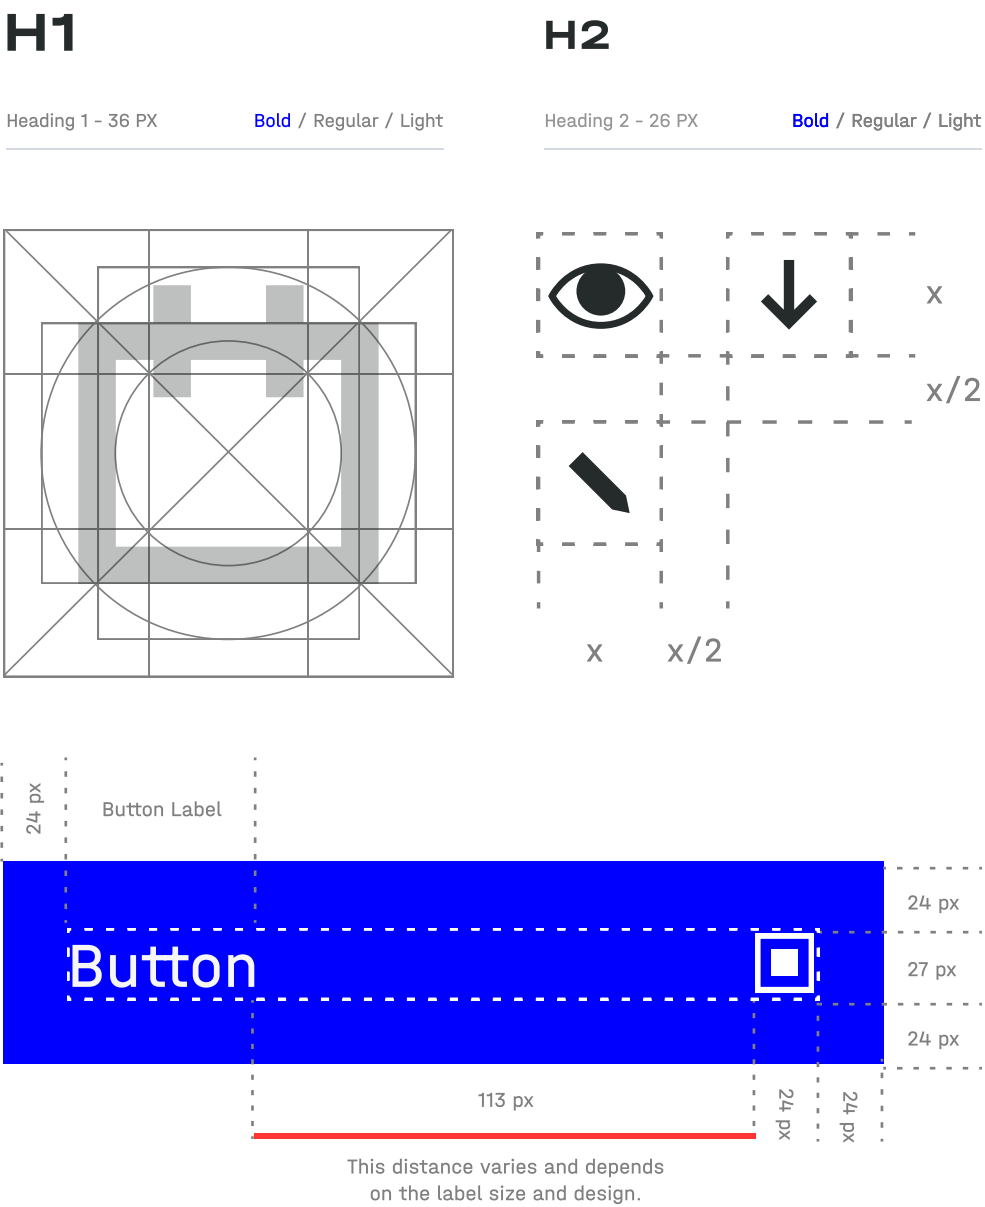 H1
H2
Heading 1 - 36 PX
Bold / Regular / Light
Heading 2 - 26 PX
Bold / Regular / Light
x
x/2
x
x/2
24 px
Button Label
24 px
Button
27 px
24 px
113 px
24 px
24 px
This distance varies and depends
on the label size and design.